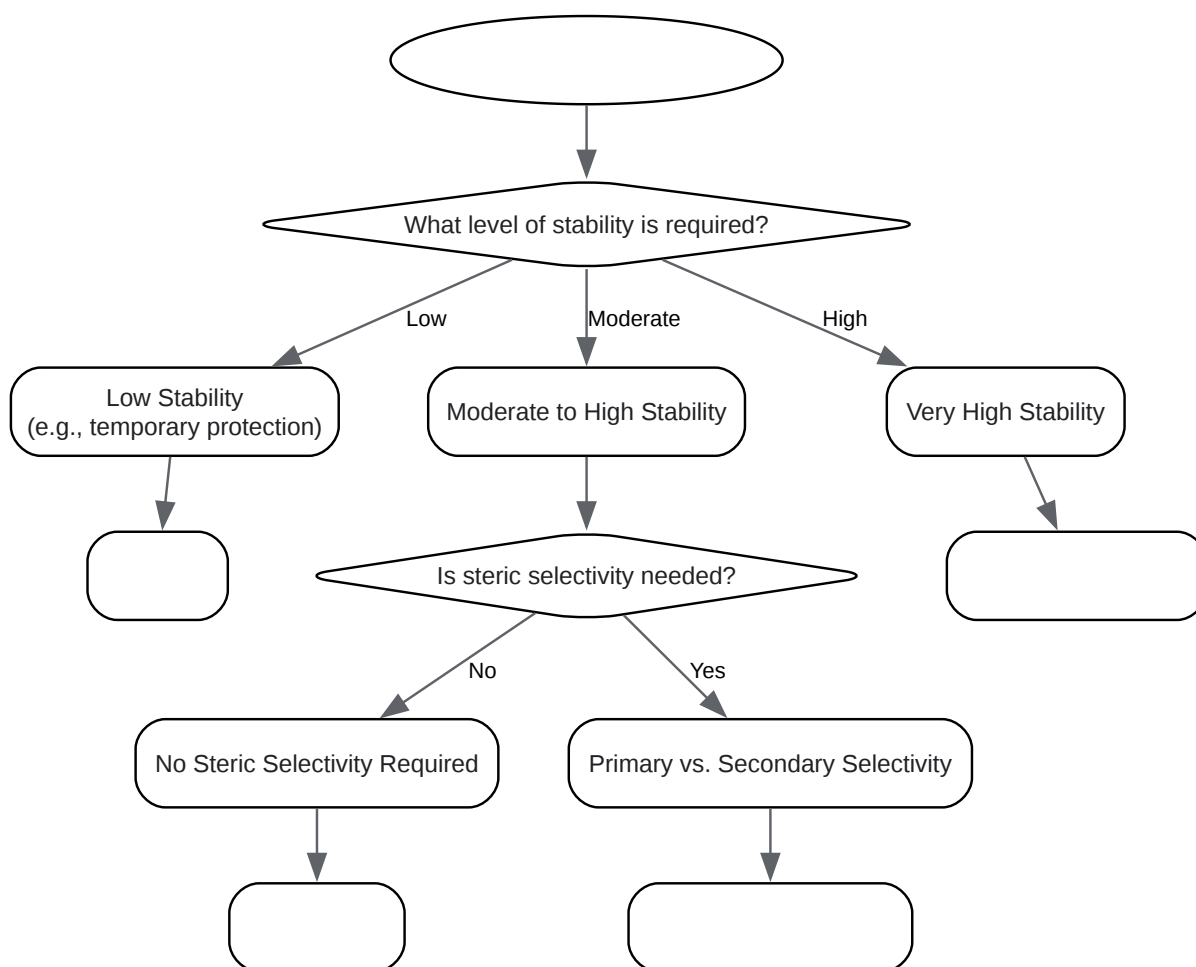 What level of stability is required?
Low
Moderate
High
Low Stability
(e.g., temporary protection)
Moderate to High Stability
Very High Stability
Is steric selectivity needed?
No
Yes
No Steric Selectivity Required
Primary vs. Secondary Selectivity